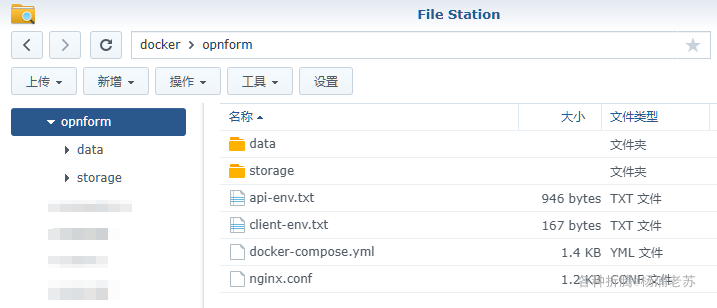 File Station
docker > opnform
上传 新增 操作 工具 设置
opnform
data
storage
名称 大小 文件类型
data 文件夹
storage 文件夹
api-env.txt 946 bytes TXT 文件
client-env.txt 167 bytes TXT 文件
docker-compose.yml 1.4 KB YML 文件
nginx.conf 1.2 KB CONF 文件